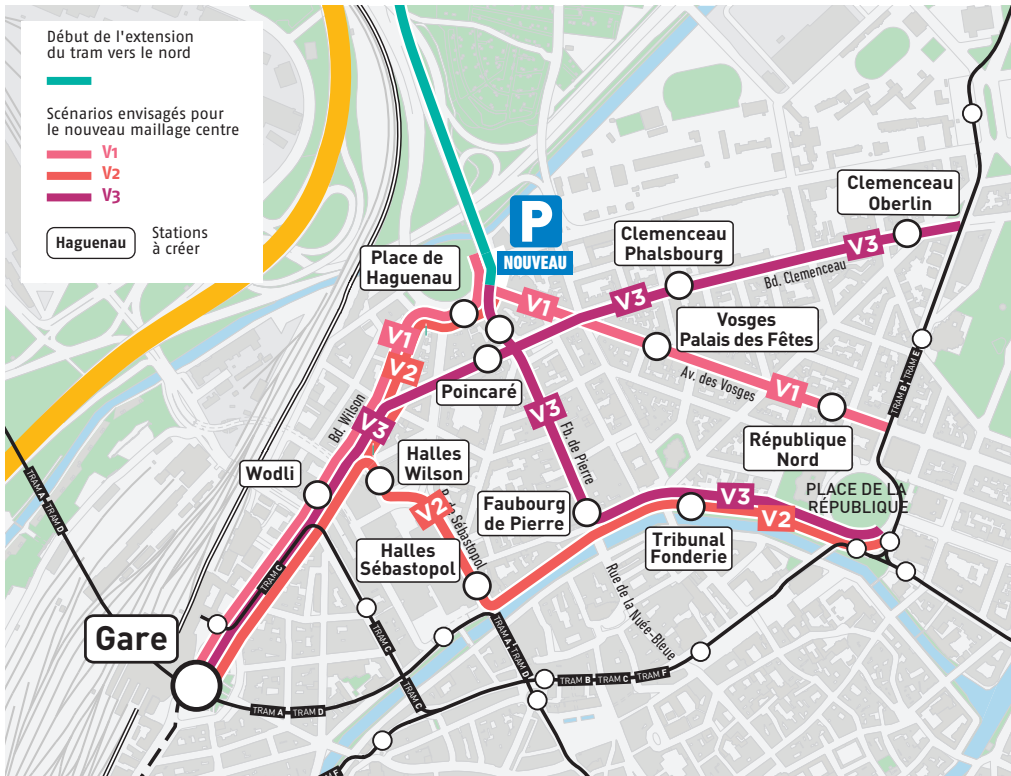 Début de l'extension
du tram vers le nord
Scénarios envisagés pour
le nouveau maillage centre
V1
V2
V3
Haguenau
Stations
à créer
P
NOUVEAU
Place de
Haguenau
Clemenceau
Phalsbourg
Clemenceau
Oberlin
V3
V3
Bd. Clemenceau
V1
Vosges
Palais des Fêtes
Av. des Vosges
V1
République
Nord
V1
V2
V3
Bd. Wilson
Poincaré
V3
Fb. de Pierre
TRAM B
TRAM E
Wodli
Halles
Wilson
V2
Sébastopol
Halles
Sébastopol
Faubourg
de Pierre
V3
V2
Tribunal
Fonderie
PLACE DE LA
RÉPUBLIQUE
Rue de la Nuée-Bleue
TRAM A
TRAM D
TRAM C
TRAM C
TRAM C
TRAM A
TRAM D
Gare
TRAM A
TRAM D
TRAM B
TRAM C
TRAM F